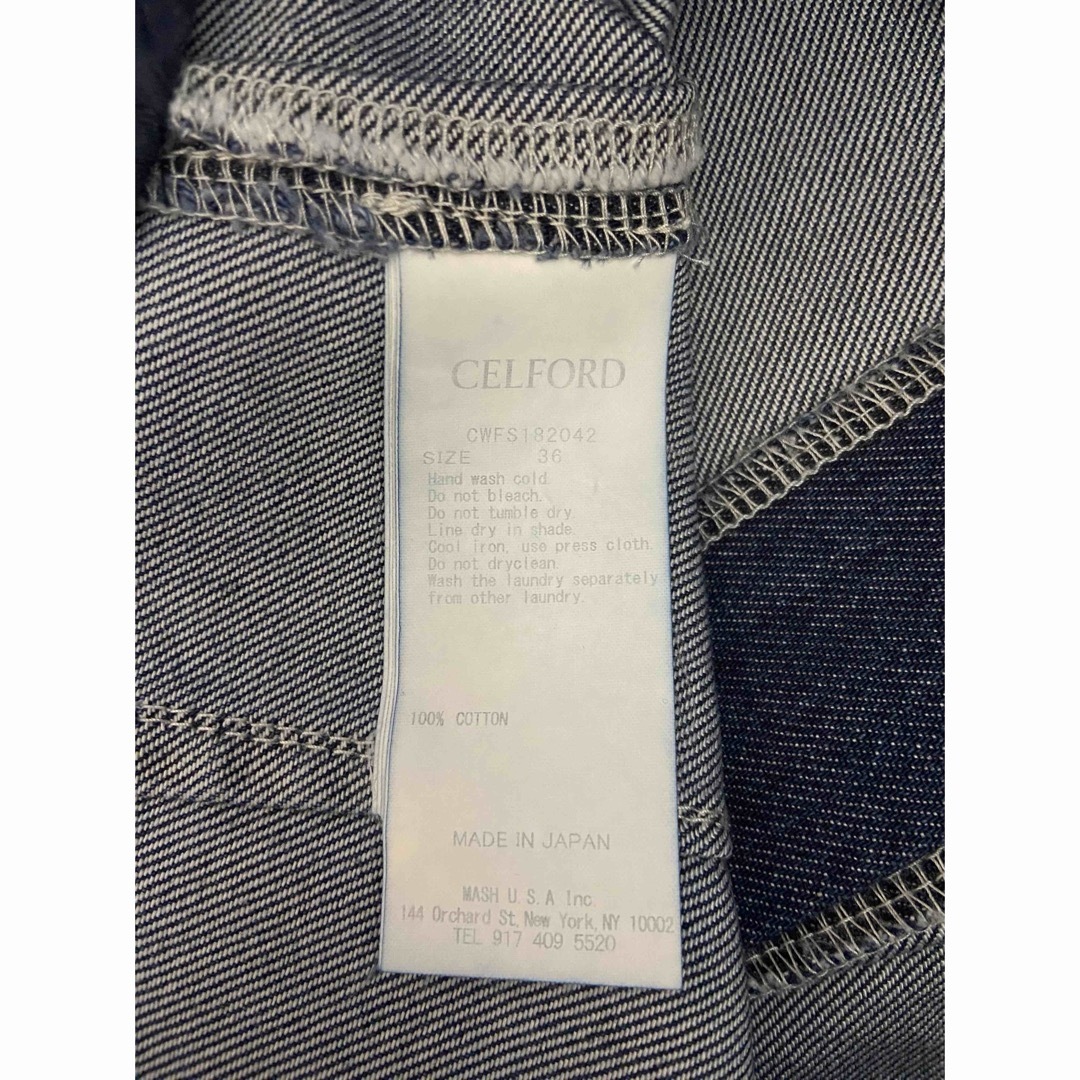 CELFORD
CWFS182042
SIZE 36
Hand wash cold.
Do not bleach.
Do not tumble dry.
Line dry in shade.
Cool iron, use press cloth.
Do not dryclean.
Wash the laundry separately
from other laundry.
100% COTTON
MADE IN JAPAN
MASH U.S.A Inc.
144 Orchard St, New York, NY 10002
TEL 917 409 5520